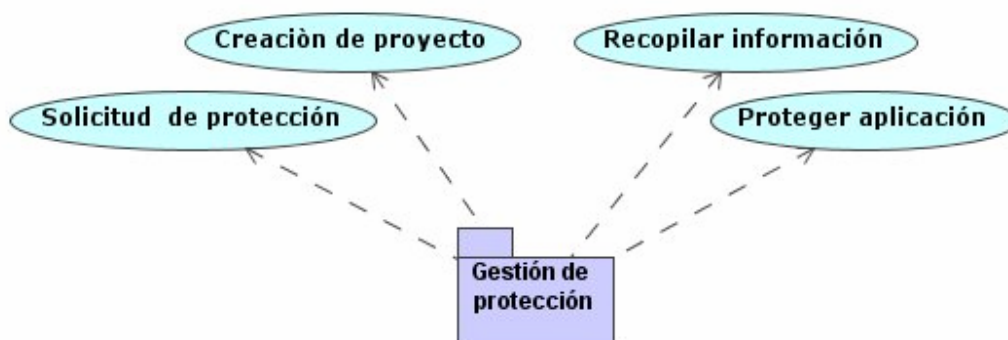 Creaciòn de proyecto
Recopilar información
Solicitud  de protección
Proteger aplicación
Gestión de
protección